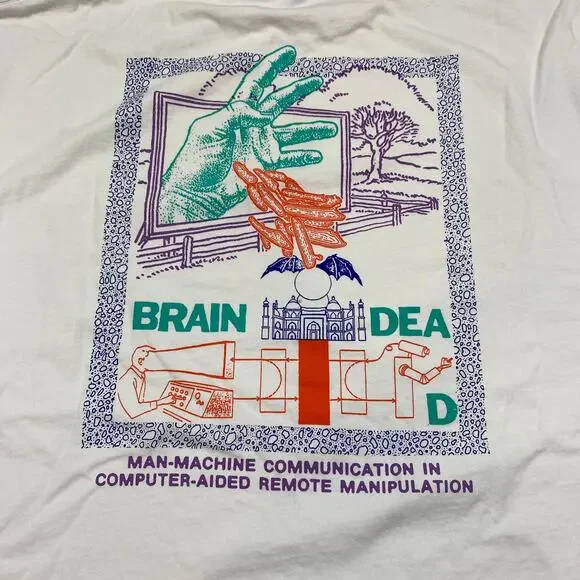 BRAIN DEA
D
MAN-MACHINE COMMUNICATION IN
COMPUTER-AIDED REMOTE MANIPULATION